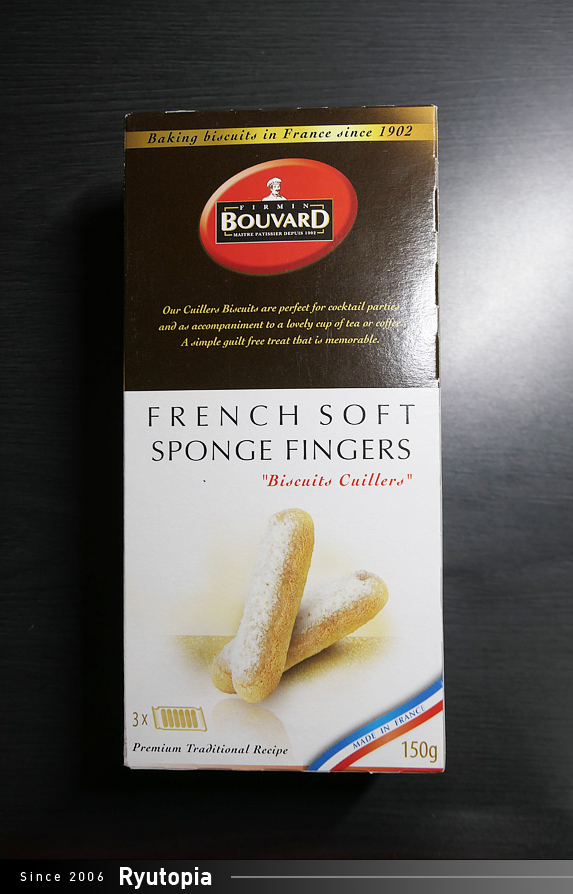 Baking biscuits in France since 1902
FIRMIN
BOUVARD
MAITRE PATISSIER DEPUIS 1902
Our Cuillers Biscuits are perfect for cocktail parties
and as accompaniment to a lovely cup of tea or coffee.
A simple guilt free treat that is memorable.
FRENCH SOFT
SPONGE FINGERS
"Biscuits Cuillers"
3x
MADE IN FRANCE
Premium Traditional Recipe
150g
Since 2006 Ryutopia